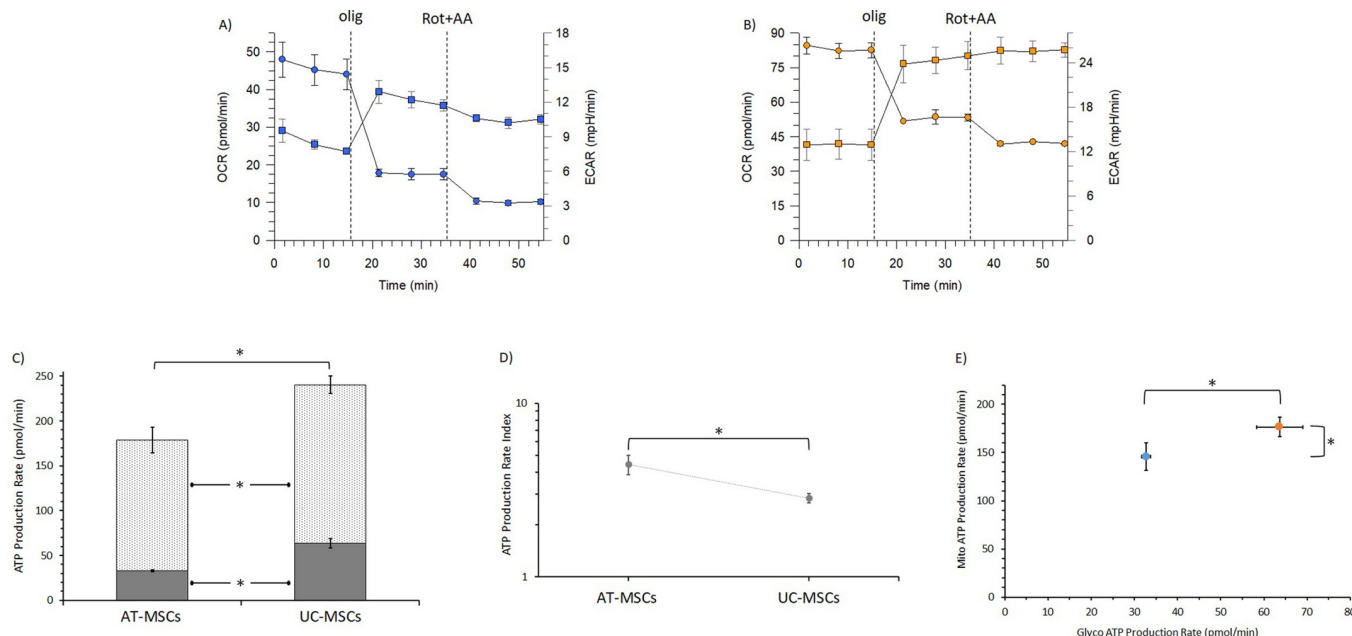 A)
olig
Rot+AA
OCR (pmol/min)
50
40
30
20
10
0
18
15
12
9
6
3
0
ECAR (mpH/min)
0 10 20 30 40 50
Time (min)
B)
olig
Rot+AA
OCR (pmol/min)
90
75
60
45
30
15
0
24
18
12
6
0
ECAR (mpH/min)
0 10 20 30 40 50
Time (min)
C)
*
ATP Production Rate (pmol/min)
250
200
150
100
50
0
*
*
AT-MSCs UC-MSCs
D)
ATP Production Rate Index
10
1
*
AT-MSCs UC-MSCs
E)
*
Mito ATP Production Rate (pmol/min)
200
150
100
50
0
*
0 10 20 30 40 50 60 70 80
Glyco ATP Production Rate (pmol/min)